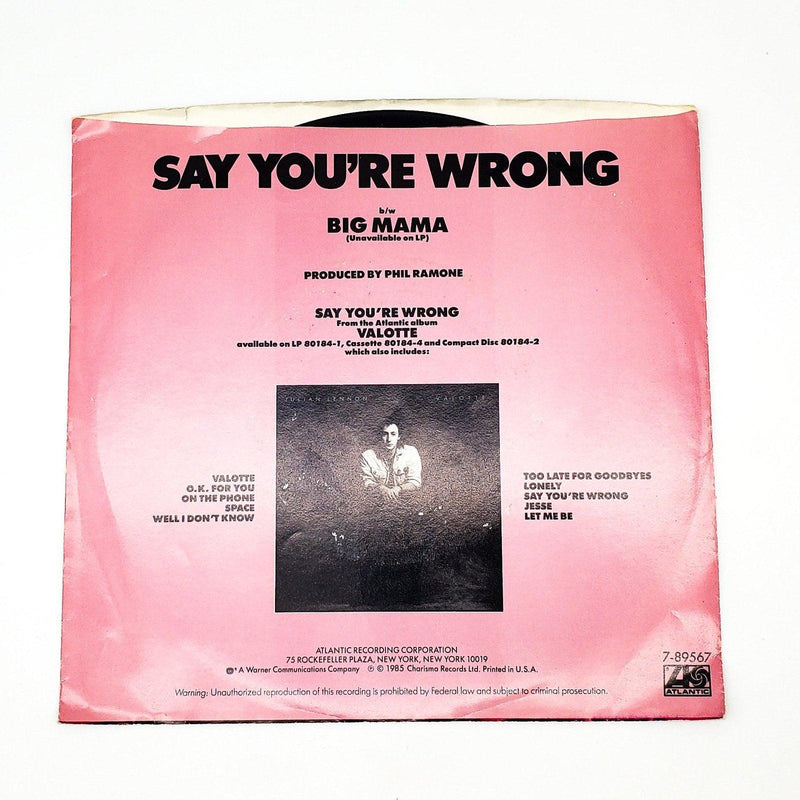 SAY YOU'RE WRONG
b/w
BIG MAMA
(Unavailable on LP)
PRODUCED BY PHIL RAMONE
SAY YOU'RE WRONG
From the Atlantic album
VALOTTE
available on LP 80184-1, Cassette 80184-4 and Compact Disc 80184-2
which also includes:
JULIAN LENNON VALOTTE
VALOTTE
O.K. FOR YOU
ON THE PHONE
SPACE
WELL I DON'T KNOW
TOO LATE FOR GOODBYES
LONELY
SAY YOU'RE WRONG
JESSE
LET ME BE
ATLANTIC RECORDING CORPORATION
75 ROCKEFELLER PLAZA, NEW YORK, NEW YORK 10019
A Warner Communications Company ℗ © 1985 Charisma Records Ltd. Printed in U.S.A.
Warning: Unauthorized reproduction of this recording is prohibited by Federal law and subject to criminal prosecution.
7-89567
ATLANTIC